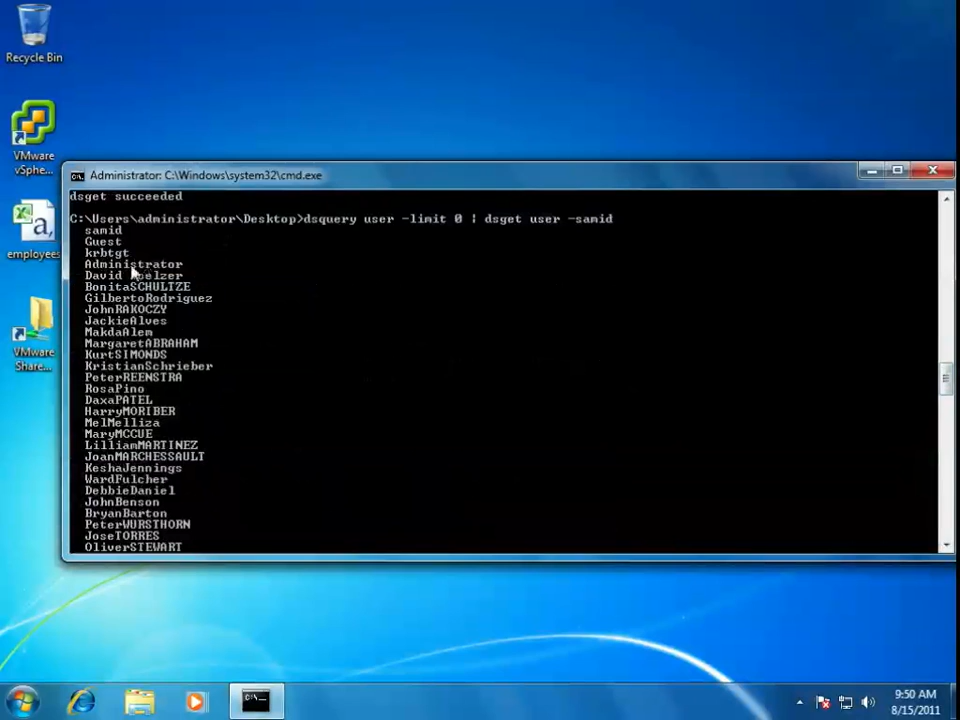 Recycle Bin
VMware
vSphe...
employees
VMware
Share...
Administrator: C:\Windows\system32\cmd.exe
dsget succeeded
C:\Users\administrator\Desktop>dsquery user -limit 0 | dsget user -samid
samid
Guest
krbtgt
Administrator
David
BonitaSCHULTZE
GilbertoRodriguez
JohnRAKOCZY
JackieAlves
MakdaAlem
MargaretABRAHAM
KurtSIMONDS
KristianSchrieber
PeterREENSTRA
RosaPino
DaxaPATEL
HarryMORIBER
MelMelliza
MaryMCCUE
LilliamMARTINEZ
JoanMARCHESSAULT
KeshaJennings
WardFulcher
DebbieDaniel
JohnBenson
BryanBarton
PeterWURSTHORN
JoseTORRES
OliverSTEWART
9:50 AM
8/15/2011